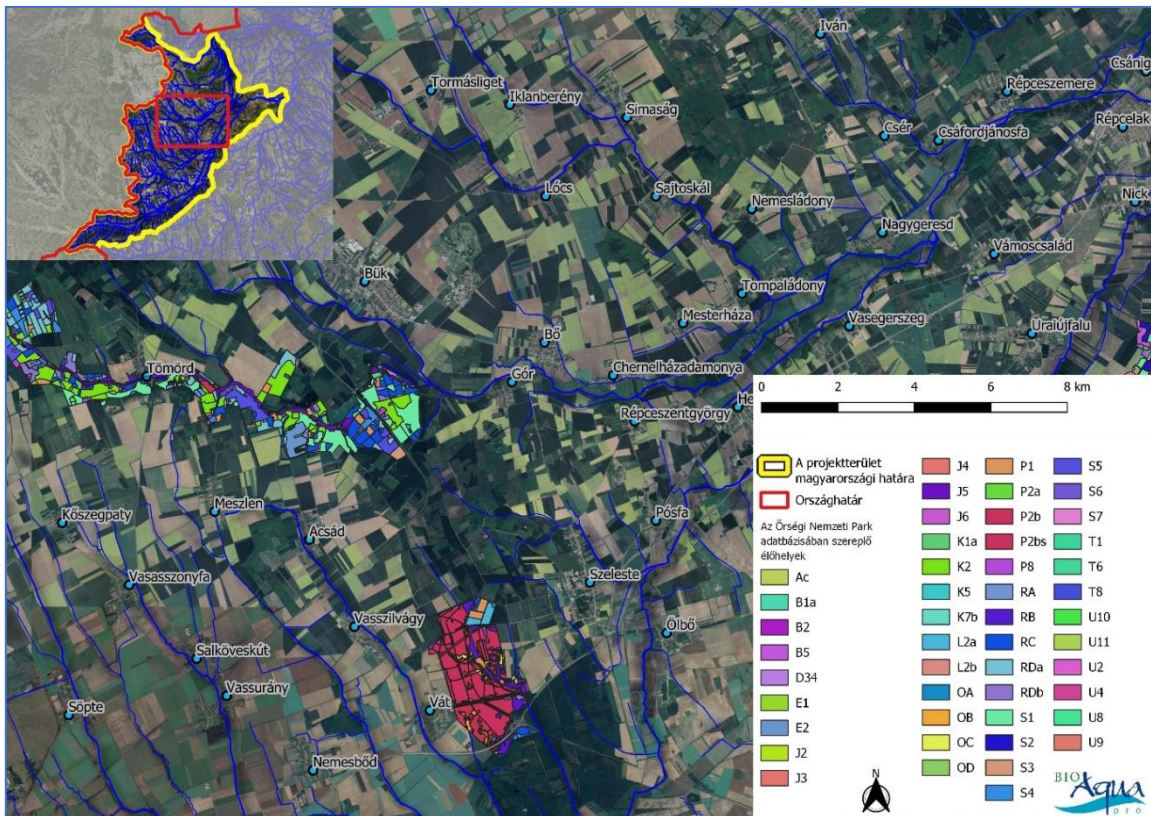 Iván
Csánig
Tormásliget
Iklanberény
Répceszemere
Simaság
Csér
Csáfordjánosfa
Répcelak
Lócs
Sajtoskál
Nemesládony
Nick
Nagygeresd
Vámoscsalád
Bük
Tompaládony
Mesterháza
Vasegerszeg
Uraiújfalu
Bő
Tömörd
Gór
Chernelházadamonya
Répceszentgyörgy
He
Meszlen
Kőszegpaty
Acsád
Pósfa
Vasasszonyfa
Szeleste
Vasszilvágy
Ölbő
Salköveskút
Vassurány
Söpte
Vát
Nemesbőd
0 2 4 6 8 km
A projektterület
magyarországi határa
Országhatár
Az Őrségi Nemzeti Park
adatbázisában szereplő
élőhelyek
Ac
B1a
B2
B5
D34
E1
E2
J2
J3
J4
J5
J6
K1a
K2
K5
K7b
L2a
L2b
OA
OB
OC
OD
P1
P2a
P2b
P2bs
P8
RA
RB
RC
RDa
RDb
S1
S2
S3
S4
S5
S6
S7
T1
T6
T8
U10
U11
U2
U4
U8
U9
N
BIO
Aqua
pro